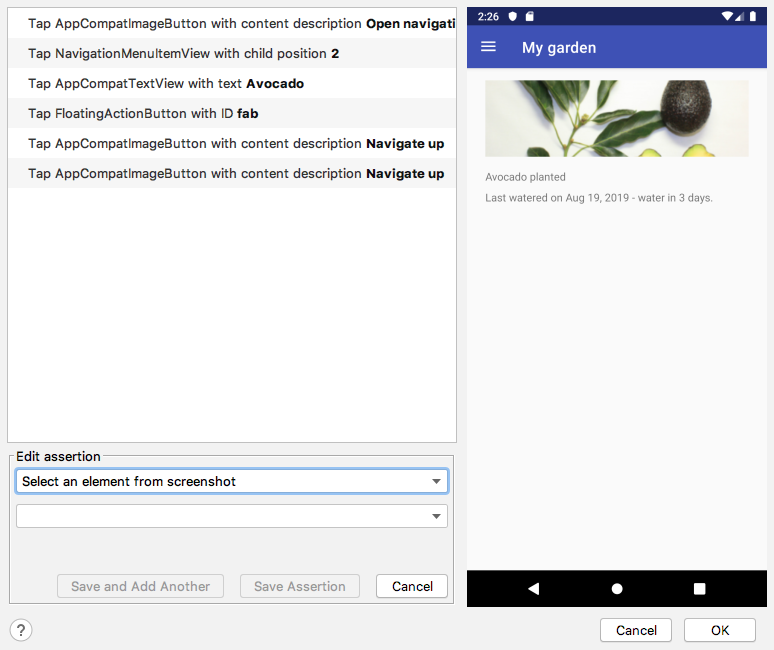 Tap AppCompatImageButton with content description Open navigati
Tap NavigationMenuItemView with child position 2
Tap AppCompatTextView with text Avocado
Tap FloatingActionButton with ID fab
Tap AppCompatImageButton with content description Navigate up
Tap AppCompatImageButton with content description Navigate up
Edit assertion
Select an element from screenshot
Save and Add Another
Save Assertion
Cancel
?
2:26
My garden
Avocado planted
Last watered on Aug 19, 2019 - water in 3 days.
Cancel
OK